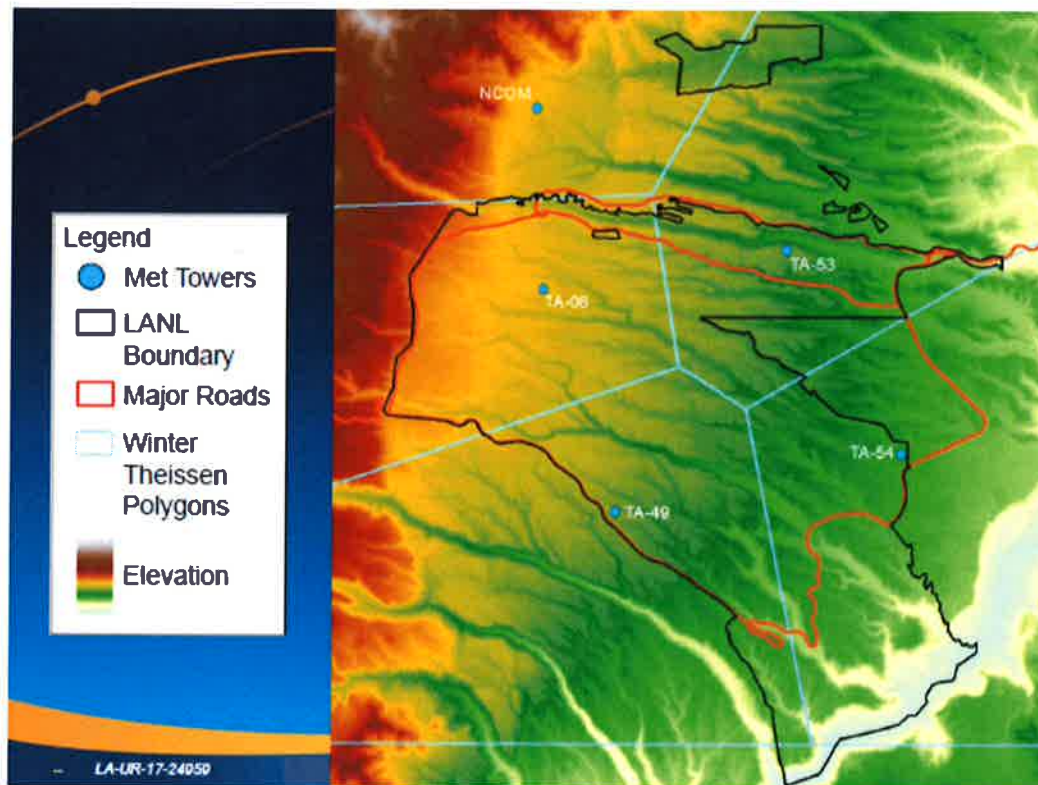 Legend
Met Towers
LANL
Boundary
Major Roads
Winter
Theissen
Polygons
Elevation
NCOM
TA-53
TA-06
TA-54
TA-49
LA-UR-17-24050